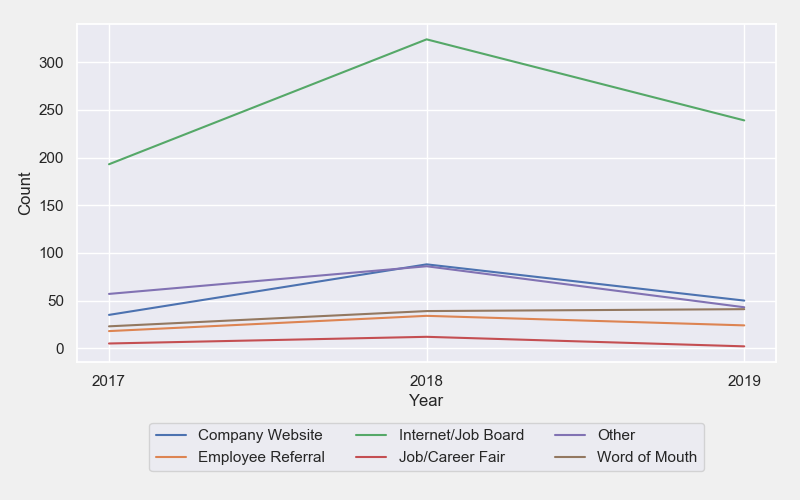 300
250
200
150
100
50
0
Count
2017 2018 2019
Year
Company Website Internet/Job Board Other
Employee Referral Job/Career Fair Word of Mouth